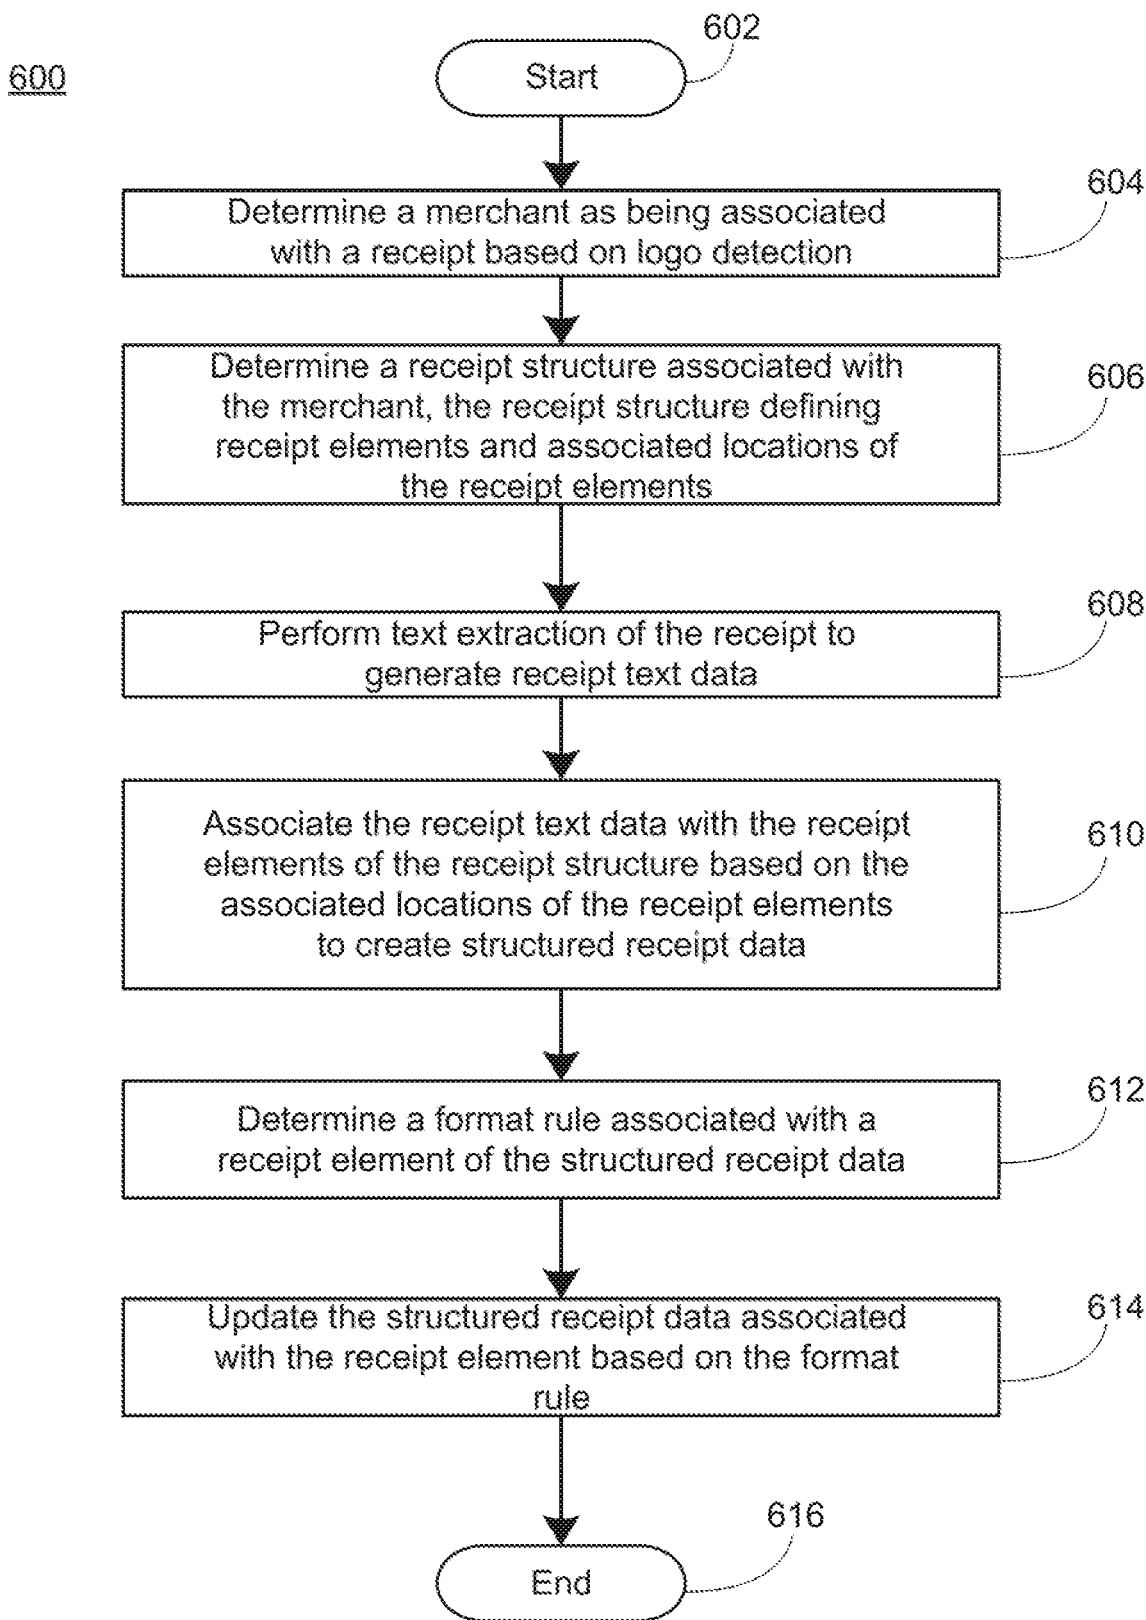 602
600
Start
604
Determine a merchant as being associated
with a receipt based on logo detection
606
Determine a receipt structure associated with
the merchant, the receipt structure defining
receipt elements and associated locations of
the receipt elements
608
Perform text extraction of the receipt to
generate receipt text data
610
Associate the receipt text data with the receipt
elements of the receipt structure based on the
associated locations of the receipt elements
to create structured receipt data
612
Determine a format rule associated with a
receipt element of the structured receipt data
614
Update the structured receipt data associated
with the receipt element based on the format
rule
616
End